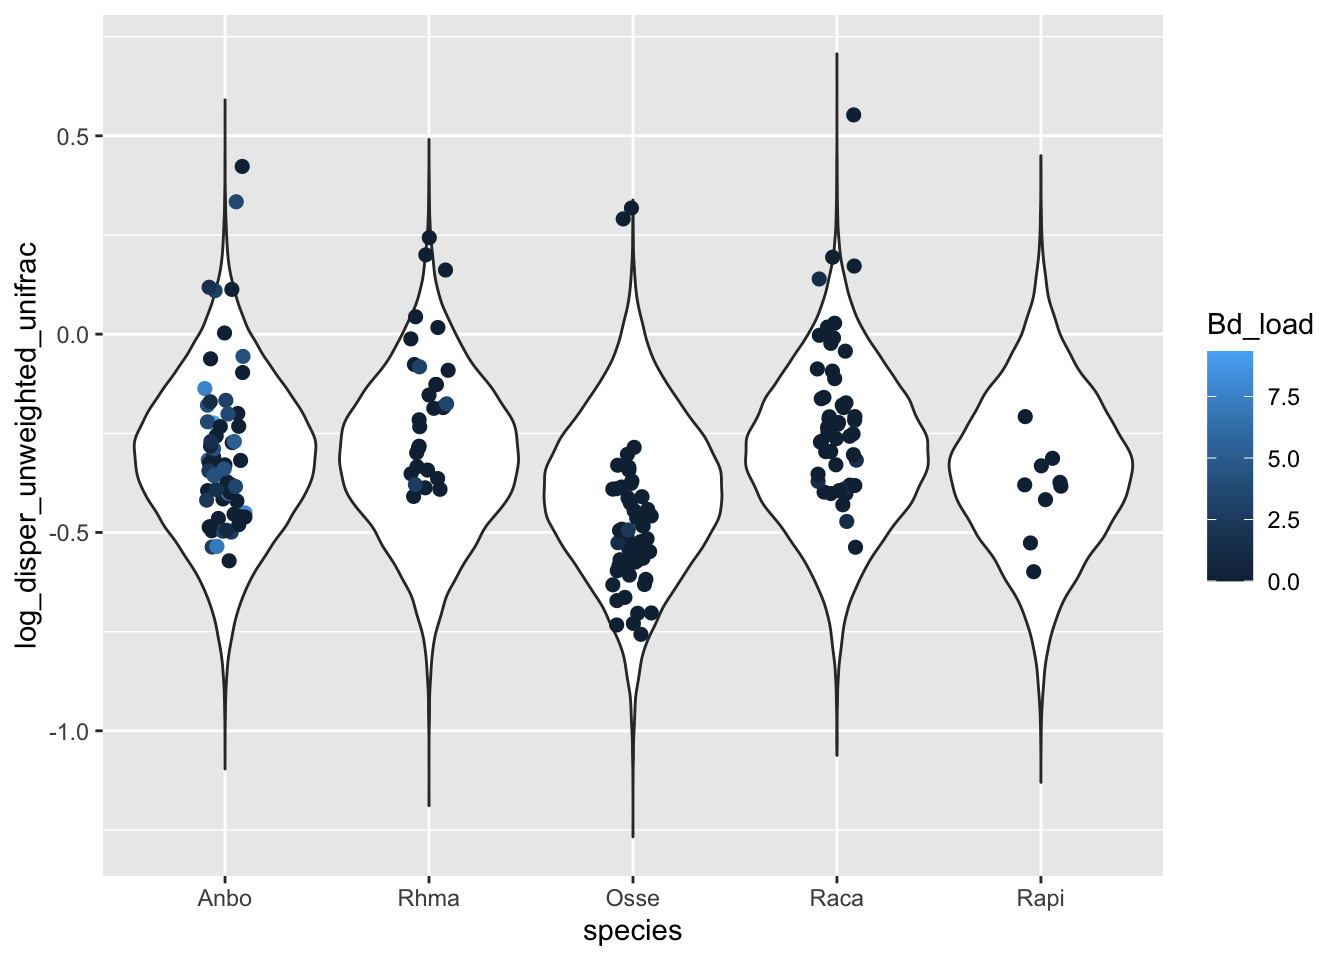 log_disper_unweighted_unifrac
0.5
0.0
-0.5
-1.0
Anbo Rhma Osse Raca Rapi
species
Bd_load
7.5
5.0
2.5
0.0